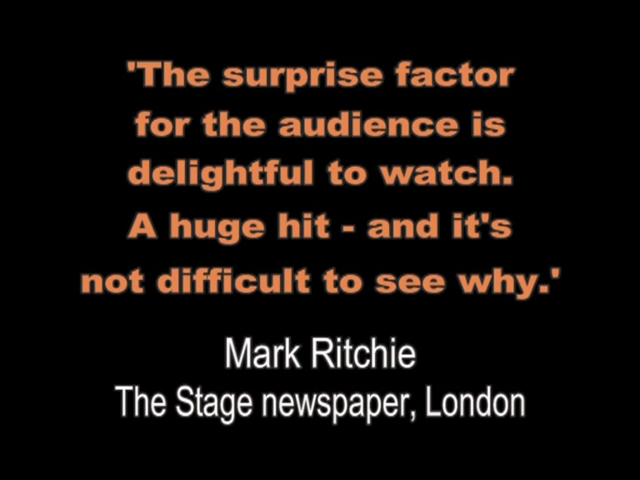 'The surprise factor
for the audience is
delightful to watch.
A huge hit - and it's
not difficult to see why.'
Mark Ritchie
The Stage newspaper, London